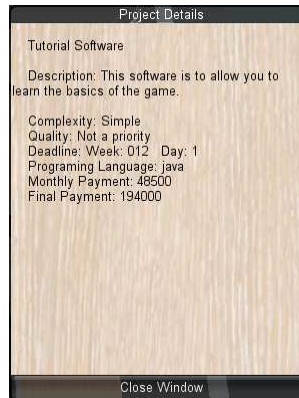 Project Details
Tutorial Software
Description: This software is to allow you to
learn the basics of the game.
Complexity: Simple
Quality: Not a priority
Deadline: Week: 012 Day: 1
Programing Language: java
Monthly Payment: 48500
Final Payment: 194000
Close Window